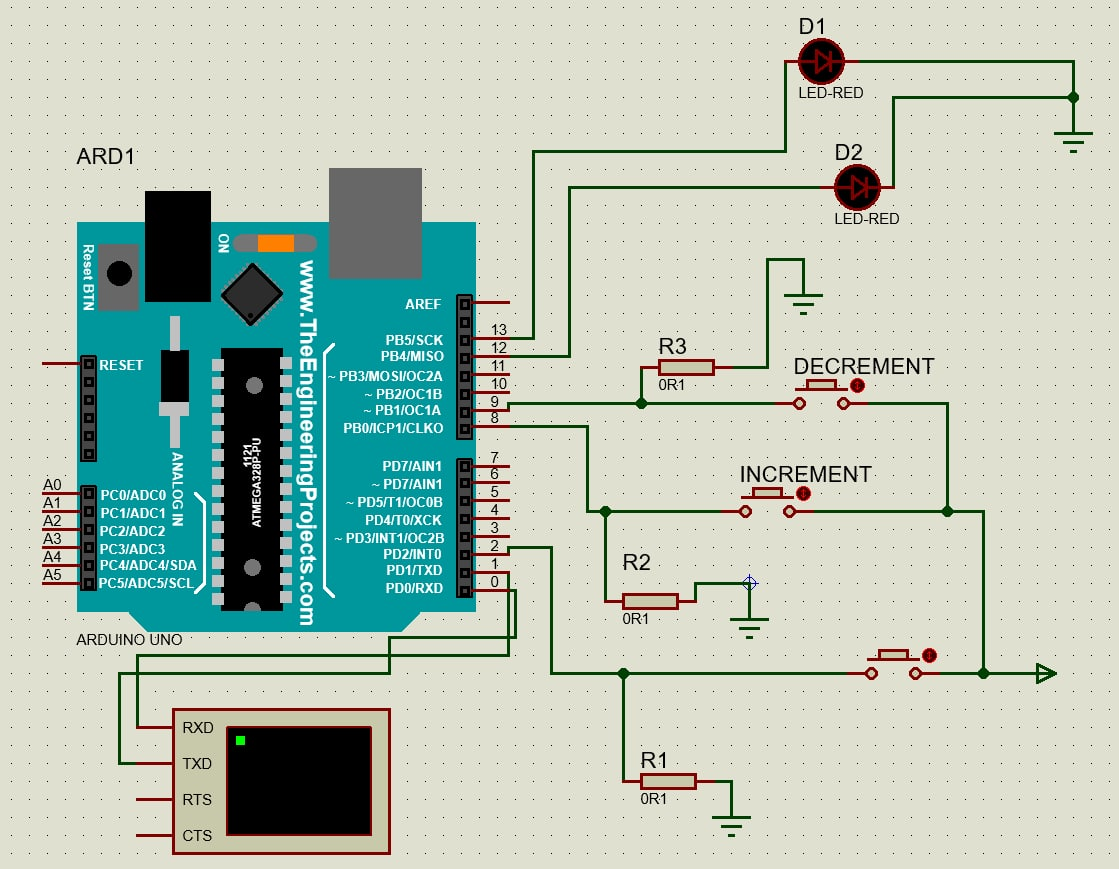 D1
LED-RED
D2
LED-RED
ARD1
Reset BTN
ON
www.TheEngineeringProjects.com
RESET
AREF
PB5/SCK 13
PB4/MISO 12
~ PB3/MOSI/OC2A 11
~ PB2/OC1B 10
~ PB1/OC1A 9
PB0/ICP1/CLKO 8
1121
ATMEGA328P-PU
ANALOG IN
PD7/AIN1 7
~ PD7/AIN1 6
~ PD5/T1/OC0B 5
PD4/T0/XCK 4
~ PD3/INT1/OC2B 3
PD2/INT0 2
PD1/TXD 1
PD0/RXD 0
A0 PC0/ADC0
A1 PC1/ADC1
A2 PC2/ADC2
A3 PC3/ADC3
A4 PC4/ADC4/SDA
A5 PC5/ADC5/SCL
ARDUINO UNO
R3
0R1
DECREMENT
INCREMENT
R2
0R1
R1
0R1
RXD
TXD
RTS
CTS